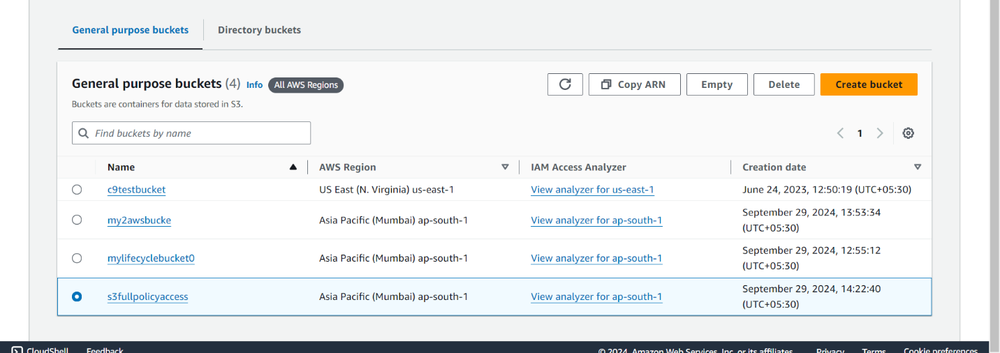 General purpose buckets Directory buckets
General purpose buckets (4) Info All AWS Regions Copy ARN Empty Delete Create bucket
Buckets are containers for data stored in S3.
Find buckets by name 1
Name AWS Region IAM Access Analyzer Creation date
c9testbucket US East (N. Virginia) us-east-1 View analyzer for us-east-1 June 24, 2023, 12:50:19 (UTC+05:30)
my2awsbucke Asia Pacific (Mumbai) ap-south-1 View analyzer for ap-south-1 September 29, 2024, 13:53:34
(UTC+05:30)
mylifecyclebucket0 Asia Pacific (Mumbai) ap-south-1 View analyzer for ap-south-1 September 29, 2024, 12:55:12
(UTC+05:30)
s3fullpolicyaccess Asia Pacific (Mumbai) ap-south-1 View analyzer for ap-south-1 September 29, 2024, 14:22:40
(UTC+05:30)
CloudShell Feedback © 2024, Amazon Web Services, Inc. or its affiliates. Privacy Terms Cookie preferences